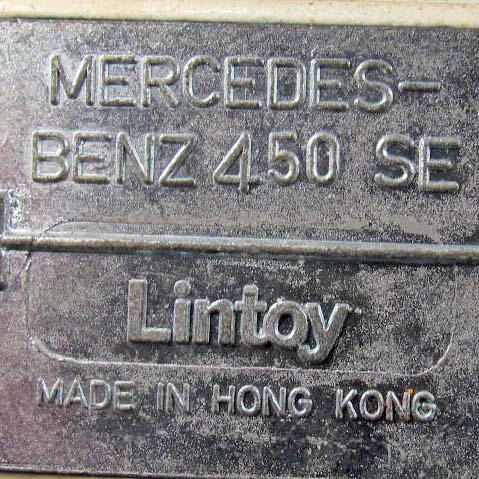 MERCEDES-
BENZ 450 SE
Lintoy
MADE IN HONG KONG